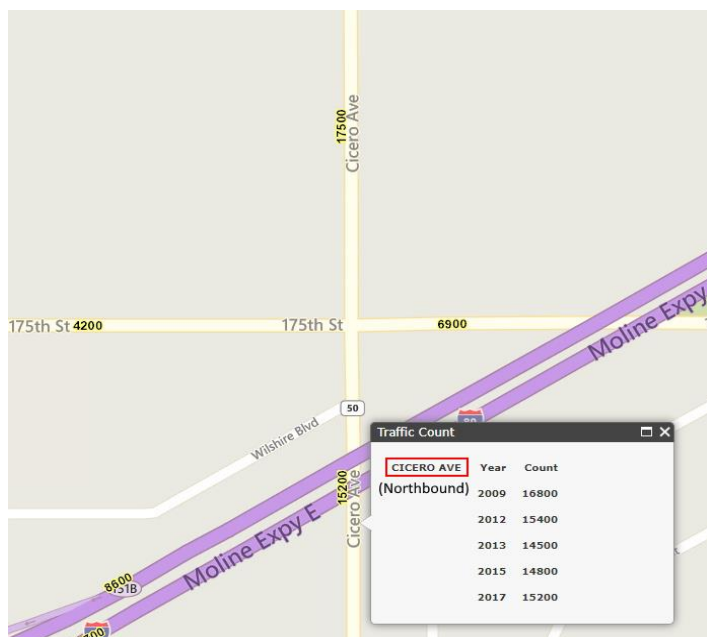 17500
Cicero Ave
175th St 4200
175th St
6900
Moline Expy
50
80
Wilshire Blvd
15200
Cicero Ave
Moline Expy E
8600
151B
Traffic Count
CICERO AVE Year Count
(Northbound) 2009 16800
2012 15400
2013 14500
2015 14800
2017 15200